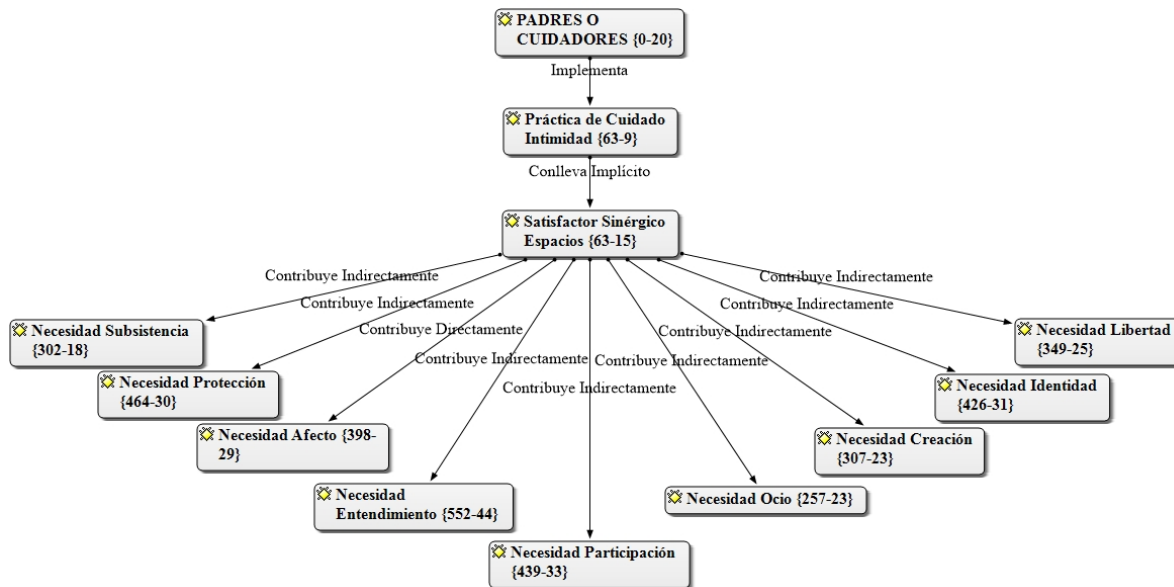 PADRES O
CUIDADORES {0-20}
Implementa
Práctica de Cuidado
Intimidad {63-9}
Conlleva Implícito
Satisfactor Sinérgico
Espacios {63-15}
Contribuye Indirectamente
Contribuye Indirectamente
Contribuye Indirectamente
Contribuye Indirectamente
Contribuye Directamente
Contribuye Indirectamente
Contribuye Indirectamente
Contribuye Indirectamente
Contribuye Indirectamente
Necesidad Subsistencia
{302-18}
Necesidad Libertad
{349-25}
Necesidad Protección
{464-30}
Necesidad Identidad
{426-31}
Necesidad Afecto {398-
29}
Necesidad Creación
{307-23}
Necesidad
Entendimiento {552-44}
Necesidad Ocio {257-23}
Necesidad Participación
{439-33}